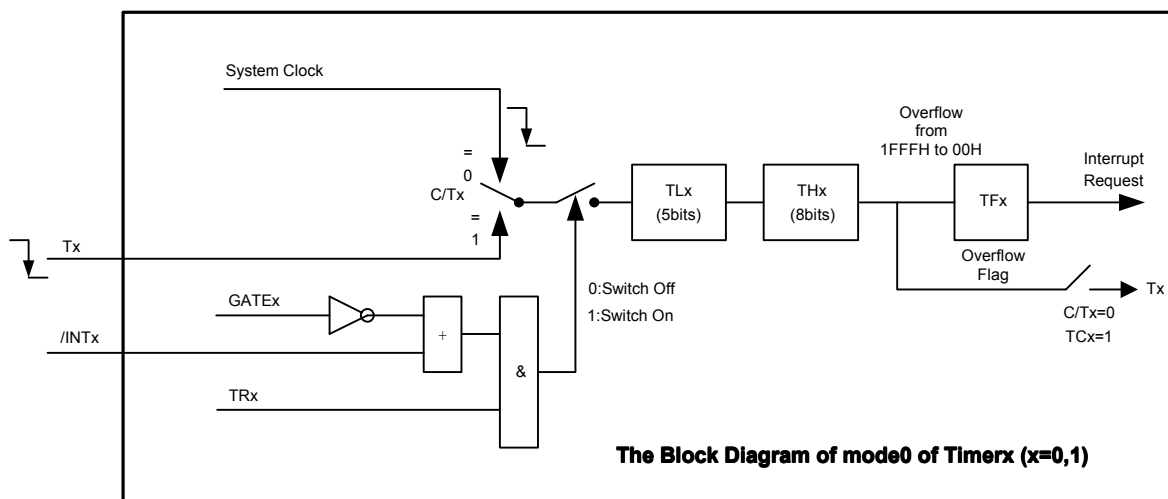 System Clock
Overflow
from
1FFFH to 00H
Interrupt
Request
=
0
C/Tx
=
1
TLx
(5bits)
THx
(8bits)
TFx
Tx
Overflow
Flag
Tx
0:Switch Off
1:Switch On
C/Tx=0
TCx=1
GATEx
/INTx
+
&
TRx
The Block Diagram of mode0 of Timerx (x=0,1)